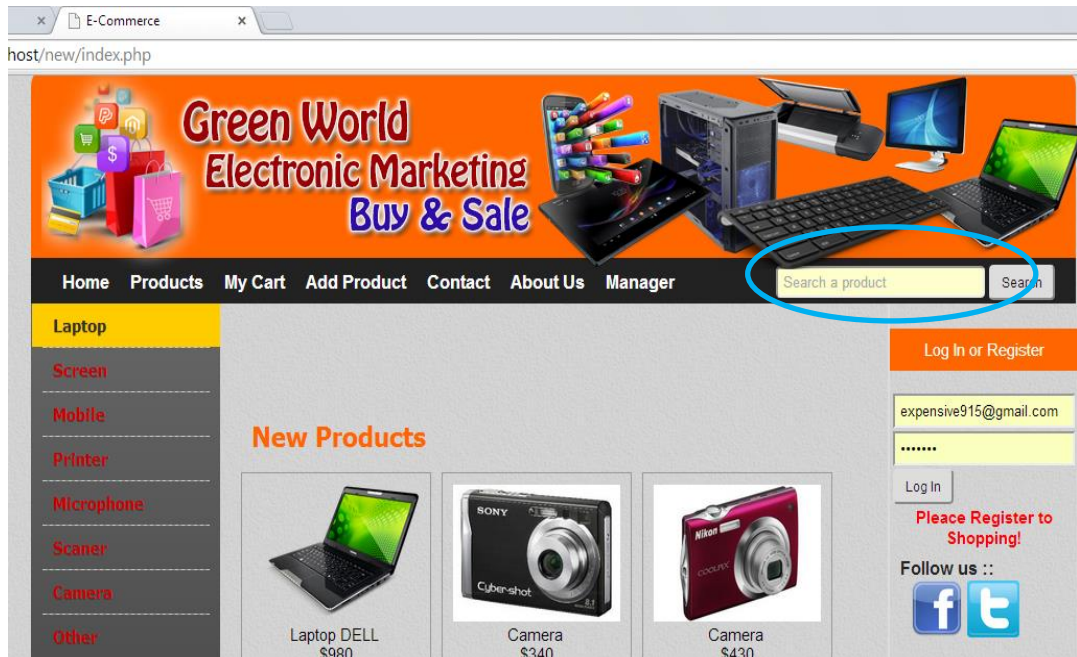 E-Commerce
host/new/index.php
Green World
Electronic Marketing
Buy & Sale
Home Products My Cart Add Product Contact About Us Manager
Search a product Search
Laptop
Screen
Mobile
Printer
Microphone
Scaner
Camera
Other
New Products
SONY
Cyber-shot
8.1
Nikon
COOLPIX
Laptop DELL
$980
Camera
$340
Camera
$430
Log In or Register
expensive915@gmail.com
•••••••
Log In
Pleace Register to
Shopping!
Follow us ::